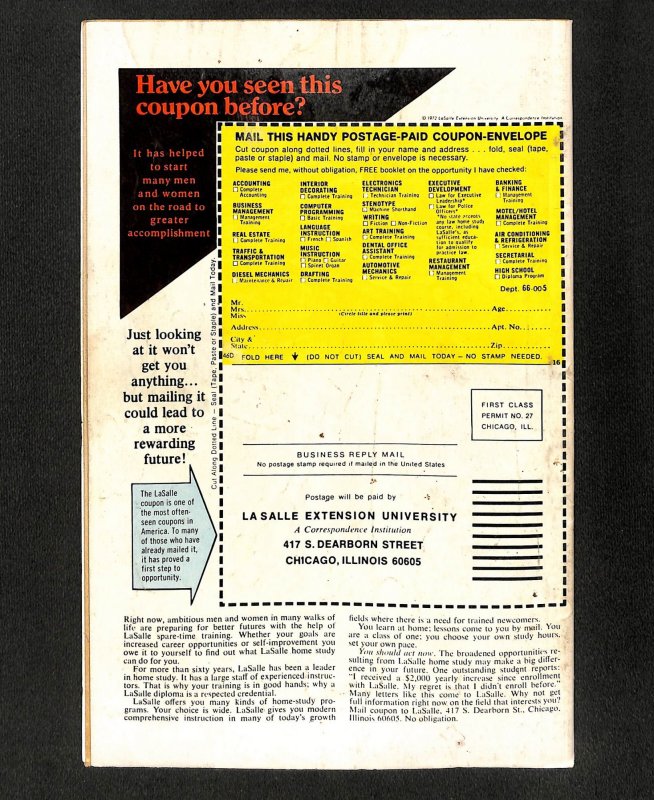 Have you seen this
coupon before?
© 1972 LaSalle Extension University. A Correspondence Institution
It has helped
to start
many men
and women
on the road to
greater
accomplishment
MAIL THIS HANDY POSTAGE-PAID COUPON-ENVELOPE
Cut coupon along dotted lines, fill in your name and address . . . fold, seal (tape,
paste or staple) and mail. No stamp or envelope is necessary.
Please send me, without obligation, FREE booklet on the opportunity I have checked:
ACCOUNTING
Complete
Accounting
BUSINESS
MANAGEMENT
Management
Training
REAL ESTATE
Complete Training
TRAFFIC &
TRANSPORTATION
Complete Training
DIESEL MECHANICS
Maintenance & Repair
INTERIOR
DECORATING
Complete Training
COMPUTER
PROGRAMMING
Basic Training
LANGUAGE
INSTRUCTION
French Spanish
MUSIC
INSTRUCTION
Piano Guitar
Spinet Organ
DRAFTING
Complete Training
ELECTRONICS
TECHNICIAN
Technician Training
STENOTYPE
Machine Shorthand
WRITING
Fiction Non-Fiction
ART TRAINING
Complete Training
DENTAL OFFICE
ASSISTANT
Complete Training
AUTOMOTIVE
MECHANICS
Service & Repair
EXECUTIVE
DEVELOPMENT
Law for Executive
Leadership*
Law for Police
Officers*
*No state accepts
any law home study
course, including
LaSalle's, as
sufficient educa-
tion to qualify
for admission to
practice law.
RESTAURANT
MANAGEMENT
Management
Training
BANKING
& FINANCE
Management
Training
MOTEL/HOTEL
MANAGEMENT
Complete Training
AIR CONDITIONING
& REFRIGERATION
Service & Repair
SECRETARIAL
Complete Training
HIGH SCHOOL
Diploma Program
Dept. 66-005
Mr.
Mrs. Age
Miss (Circle title and please print)
Address Apt. No.
City &
State Zip
46D FOLD HERE (DO NOT CUT) SEAL AND MAIL TODAY – NO STAMP NEEDED. 16
Cut Along Dotted Line – Seal (Tape, Paste or Staple) and Mail Today.
Just looking
at it won't
get you
anything...
but mailing it
could lead to
a more
rewarding
future!
FIRST CLASS
PERMIT NO. 27
CHICAGO, ILL.
BUSINESS REPLY MAIL
No postage stamp required if mailed in the United States
Postage will be paid by
LA SALLE EXTENSION UNIVERSITY
A Correspondence Institution
417 S. DEARBORN STREET
CHICAGO, ILLINOIS 60605
The LaSalle
coupon is one of
the most often-
seen coupons in
America. To many
of those who have
already mailed it,
it has proved a
first step to
opportunity.
Right now, ambitious men and women in many walks of
life are preparing for better futures with the help of
LaSalle spare-time training. Whether your goals are
increased career opportunities or self-improvement you
owe it to yourself to find out what LaSalle home study
can do for you.
For more than sixty years, LaSalle has been a leader
in home study. It has a large staff of experienced instruc-
tors. That is why your training is in good hands; why a
LaSalle diploma is a respected credential.
LaSalle offers you many kinds of home-study pro-
grams. Your choice is wide. LaSalle gives you modern
comprehensive instruction in many of today's growth
fields where there is a need for trained newcomers.
You learn at home; lessons come to you by mail. You
are a class of one; you choose your own study hours,
set your own pace.
You should act now. The broadened opportunities re-
sulting from LaSalle home study may make a big differ-
ence in your future. One outstanding student reports:
"I received a $2,000 yearly increase since enrollment
with LaSalle. My regret is that I didn't enroll before."
Many letters like this come to LaSalle. Why not get
full information right now on the field that interests you?
Mail coupon to LaSalle, 417 S. Dearborn St., Chicago,
Illinois 60605. No obligation.